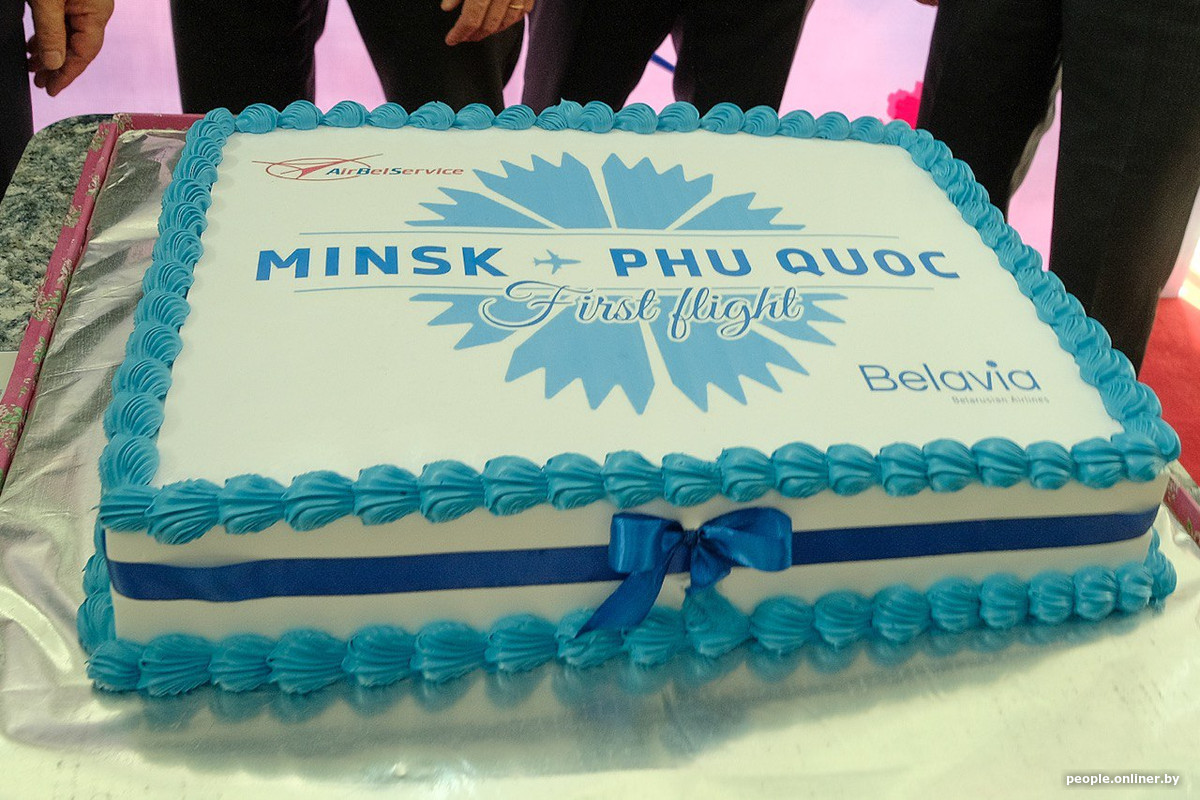 AirBelService
MINSK PHU QUOC
First flight
Belavia
Belarusian Airlines
people.onliner.by